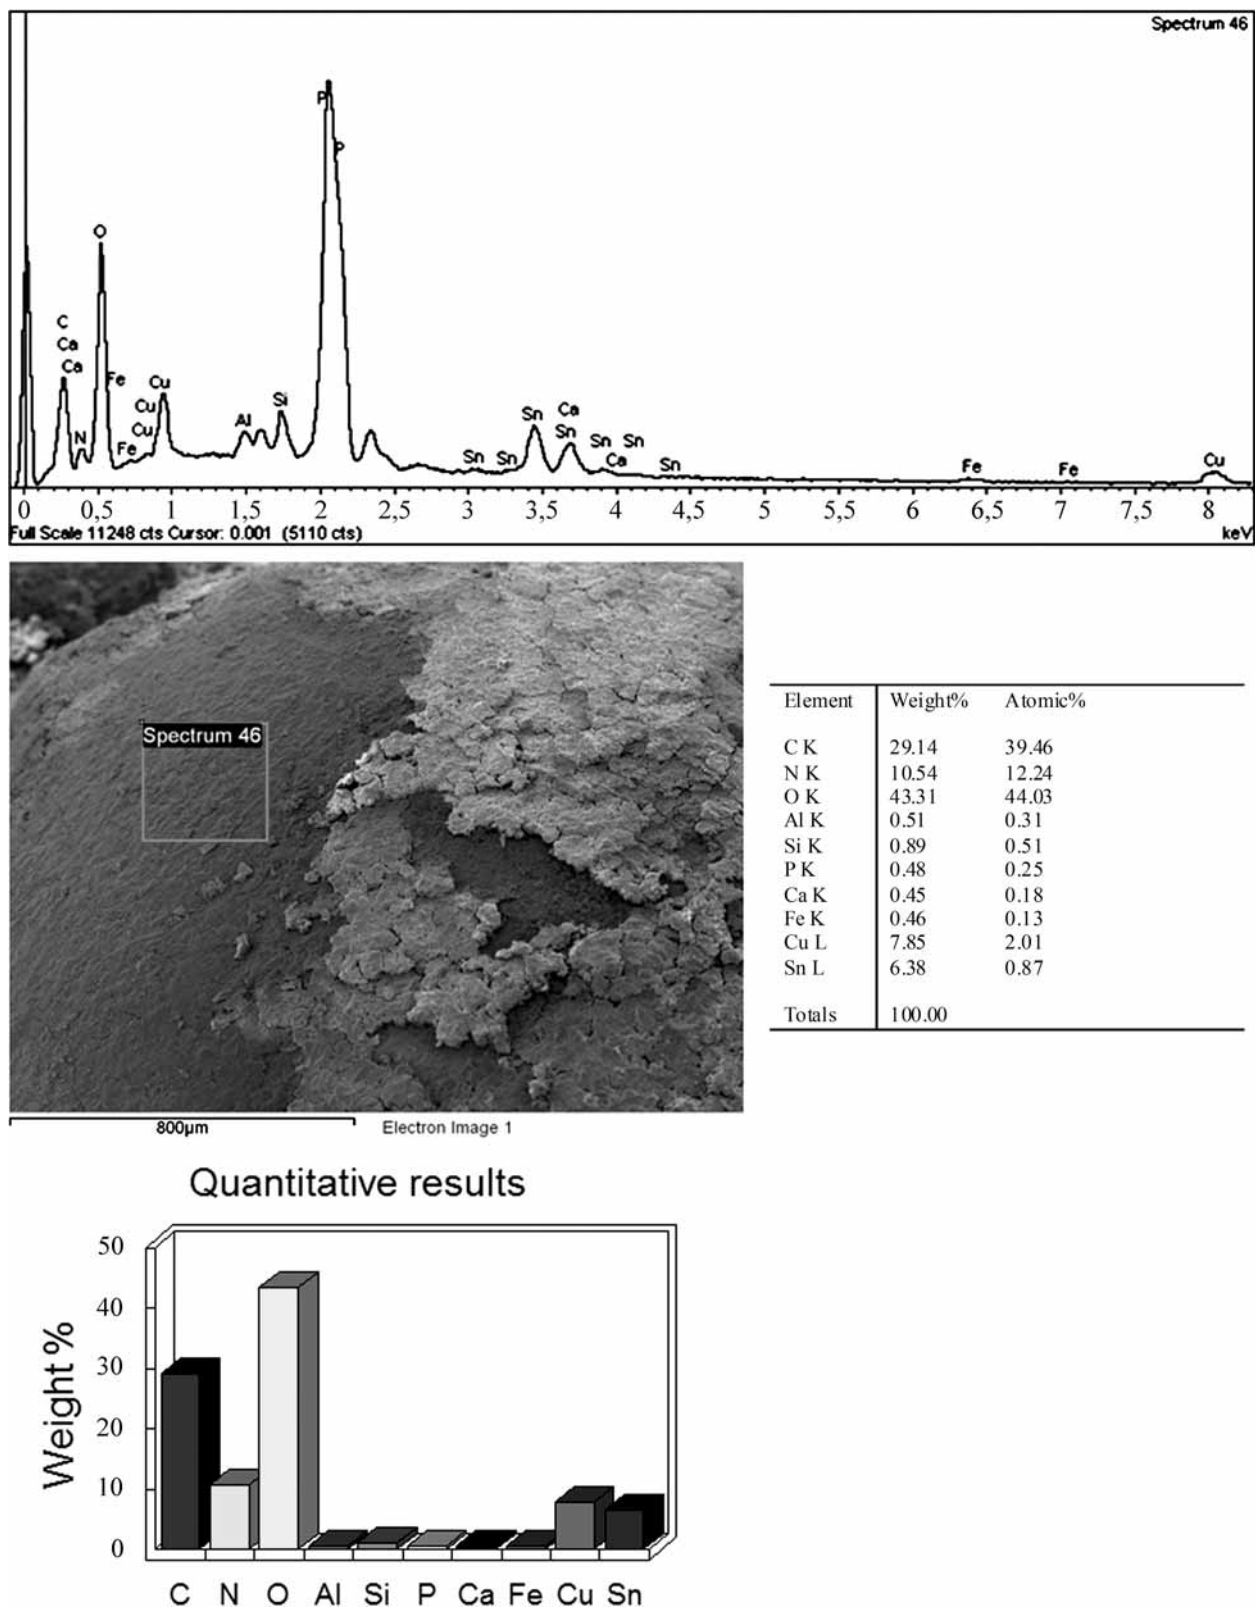 Spectrum 46
P
P
O
C
Ca
Ca
Fe
Cu
N
Cu
Cu
Fe
Al
Si
Sn
Ca
Sn
Sn
Sn
Sn
Sn
Ca
Sn
Fe
Fe
Cu
0 0,5 1 1,5 2 2,5 3 3,5 4 4,5 5 5,5 6 6,5 7 7,5 8
Full Scale 11248 cts Cursor: 0.001 (5110 cts) keV
Spectrum 46
800µm Electron Image 1
Element Weight% Atomic%
C K 29.14 39.46
N K 10.54 12.24
O K 43.31 44.03
Al K 0.51 0.31
Si K 0.89 0.51
P K 0.48 0.25
Ca K 0.45 0.18
Fe K 0.46 0.13
Cu L 7.85 2.01
Sn L 6.38 0.87
Totals 100.00
Quantitative results
Weight %
50
40
30
20
10
0
C N O Al Si P Ca Fe Cu Sn